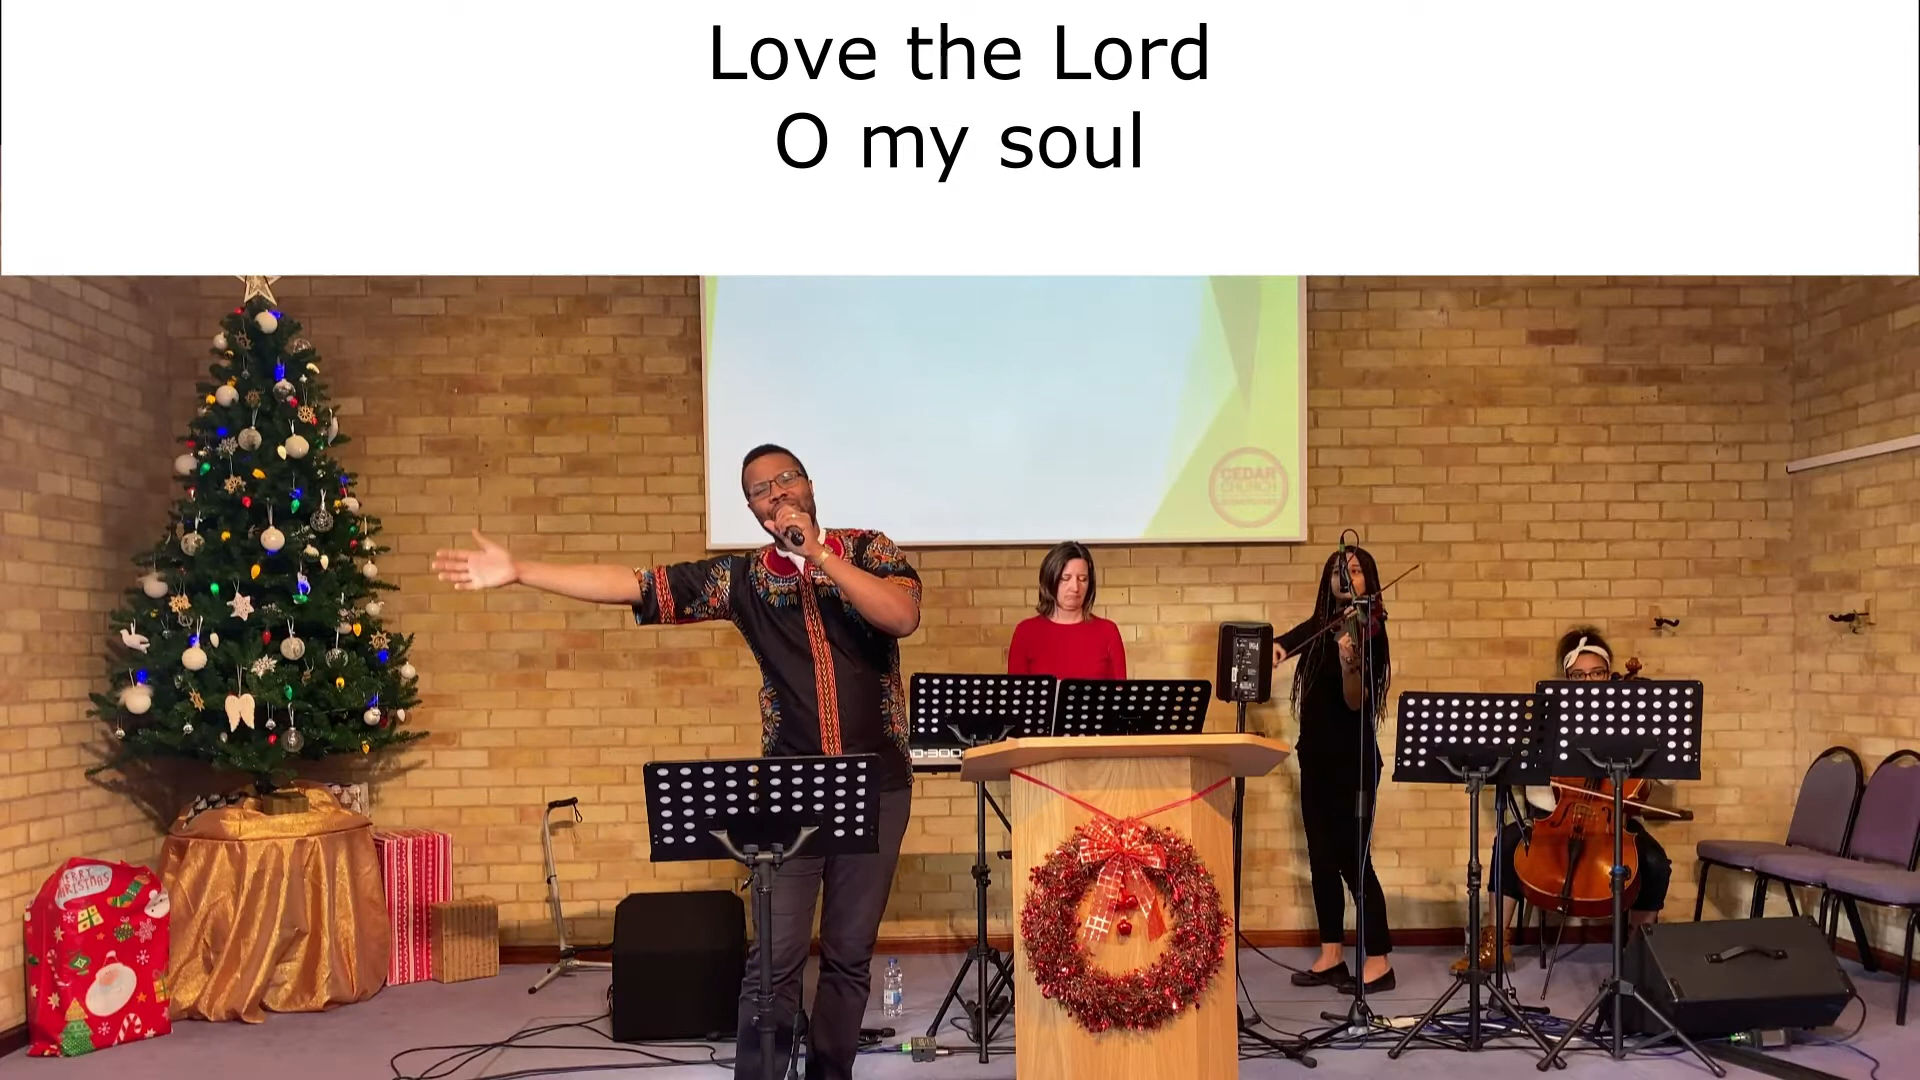 Love the Lord
O my soul
CEDAR
CHURCH
MERRY
CHRISTMAS